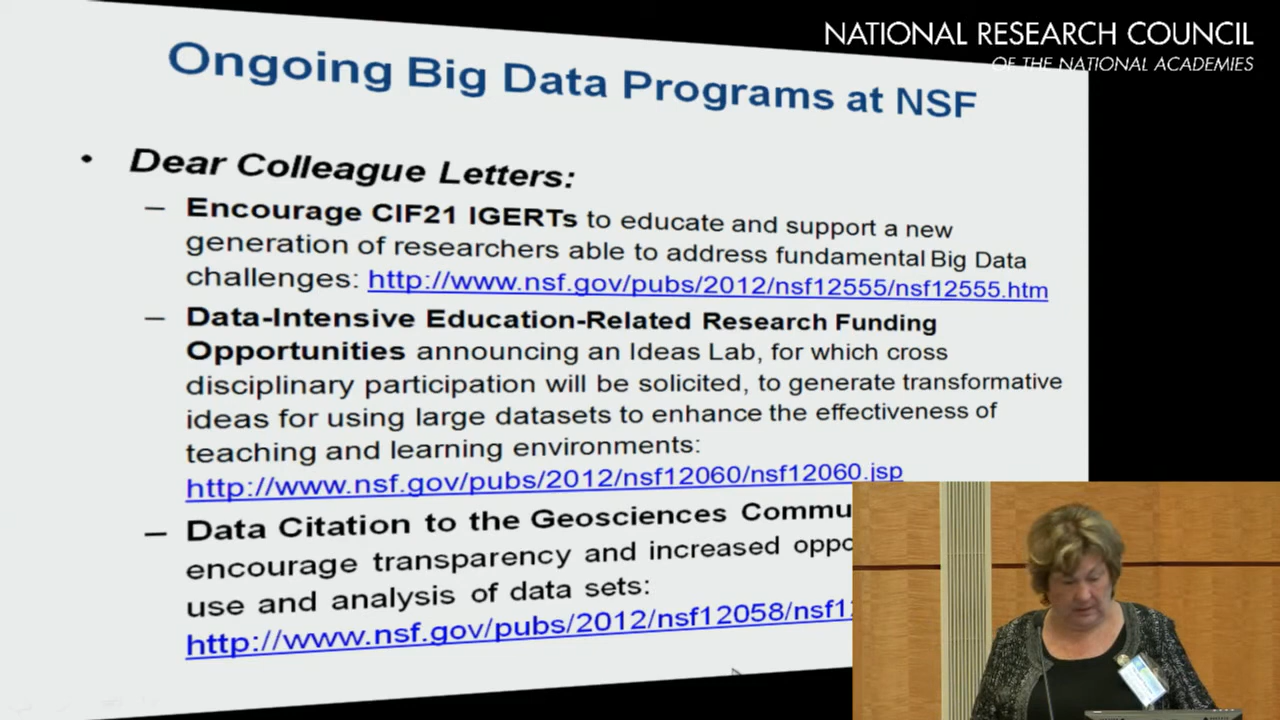 NATIONAL RESEARCH COUNCIL
OF THE NATIONAL ACADEMIES
Ongoing Big Data Programs at NSF
• Dear Colleague Letters:
– Encourage CIF21 IGERTs to educate and support a new
generation of researchers able to address fundamental Big Data
challenges: http://www.nsf.gov/pubs/2012/nsf12555/nsf12555.htm
– Data-Intensive Education-Related Research Funding
Opportunities announcing an Ideas Lab, for which cross
disciplinary participation will be solicited, to generate transformative
ideas for using large datasets to enhance the effectiveness of
teaching and learning environments:
http://www.nsf.gov/pubs/2012/nsf12060/nsf12060.jsp
– Data Citation to the Geosciences Commu
encourage transparency and increased oppo
use and analysis of data sets:
http://www.nsf.gov/pubs/2012/nsf12058/nsf1